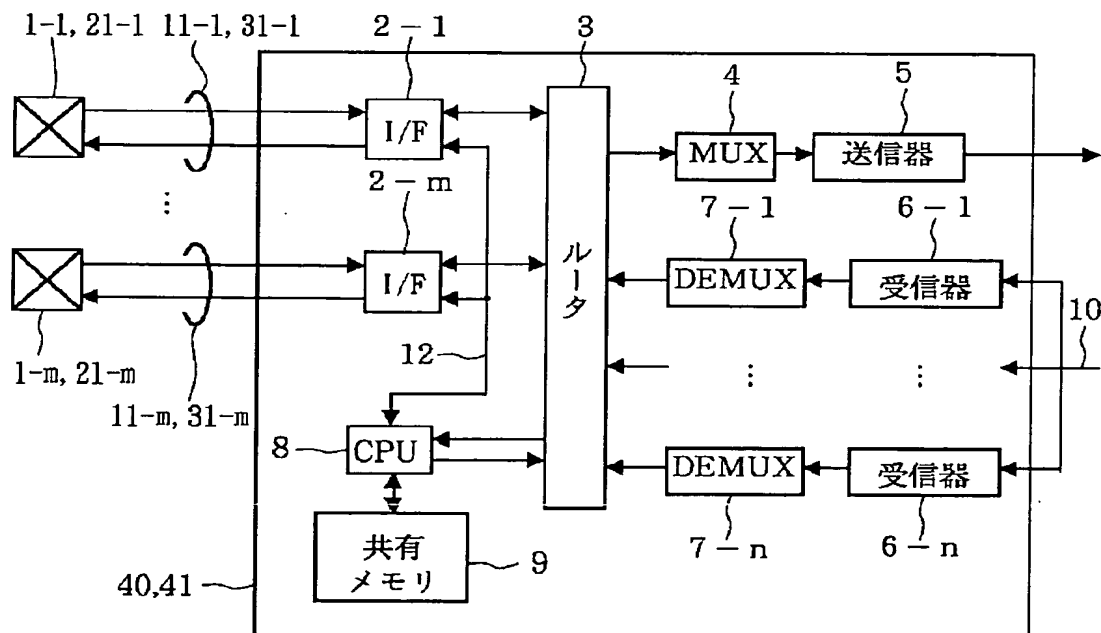 1-1, 21-1
11-1, 31-1
2-1
3
4
5
I/F
MUX
送信器
2-m
7-1
6-1
⋮
I/F
ルータ
DEMUX
受信器
10
12
1-m, 21-m
11-m, 31-m
⋮
⋮
8
CPU
DEMUX
受信器
共有
メモリ
9
7-n
6-n
40,41